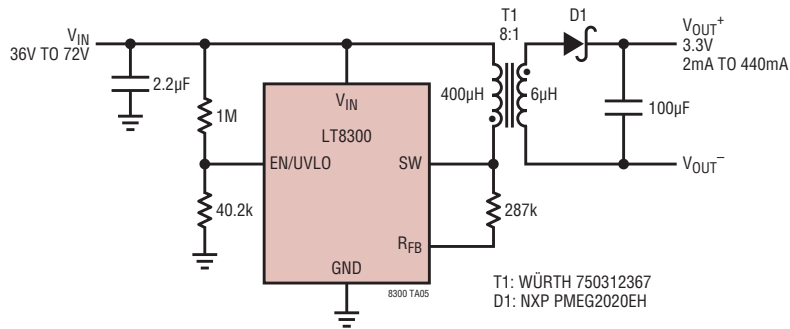 T1
8:1
D1
VIN
36V TO 72V
VOUT+
3.3V
2mA TO 440mA
2.2µF
1M
VIN
400µH
6µH
100µF
LT8300
EN/UVLO
SW
VOUT–
40.2k
287k
RFB
GND
8300 TA05
T1: WÜRTH 750312367
D1: NXP PMEG2020EH